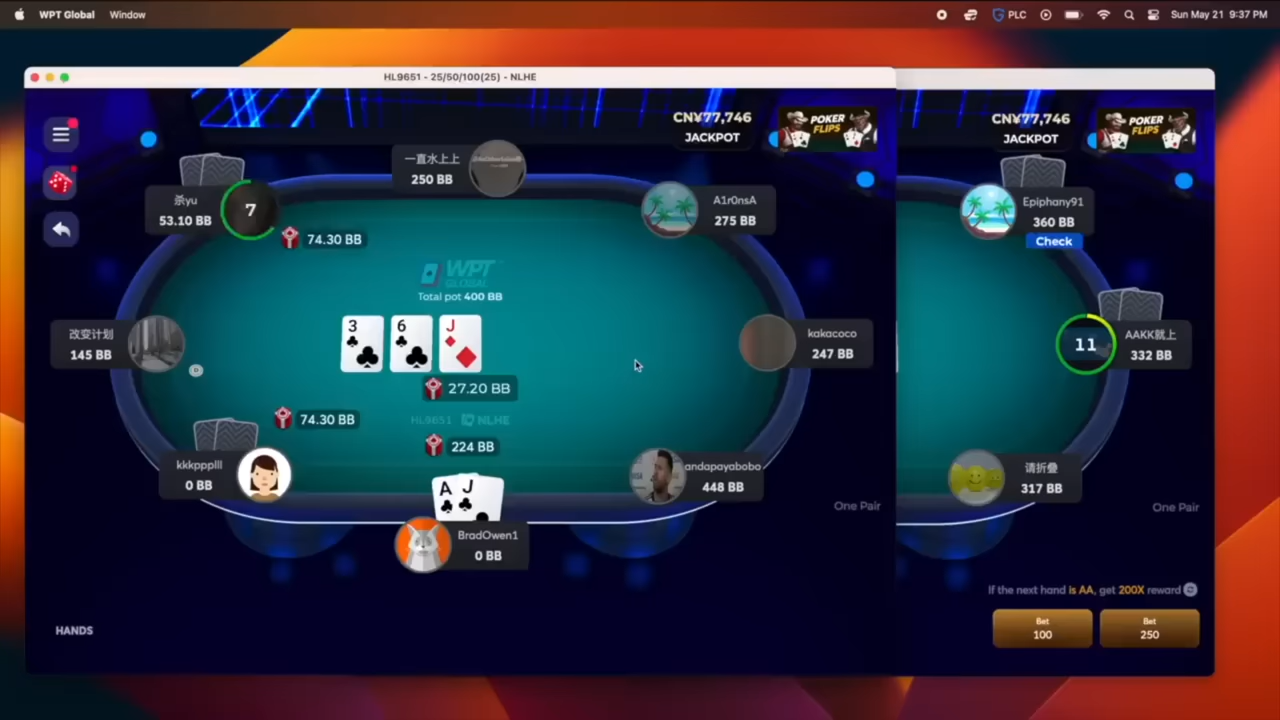 WPT Global Window
PLC Sun May 21 9:37 PM
HL9651 - 25/50/100(25) - NLHE
CN¥77,746
JACKPOT
POKER
FLIPS
CN¥77,746
JACKPOT
POKER
FLIPS
一直水上上
250 BB
杀yu
53.10 BB
7
A1r0nsA
275 BB
Epiphany91
360 BB
Check
74.30 BB
WPT
GLOBAL
Total pot 400 BB
3
6
J
改变计划
145 BB
D
kakacoco
247 BB
11
AAKK就上
332 BB
27.20 BB
74.30 BB
HL9651 NLHE
224 BB
kkkppplll
0 BB
A J
andapayabobo
448 BB
请折叠
317 BB
One Pair
One Pair
BradOwen1
0 BB
If the next hand is AA, get 200X reward
HANDS
Bet
100
Bet
250